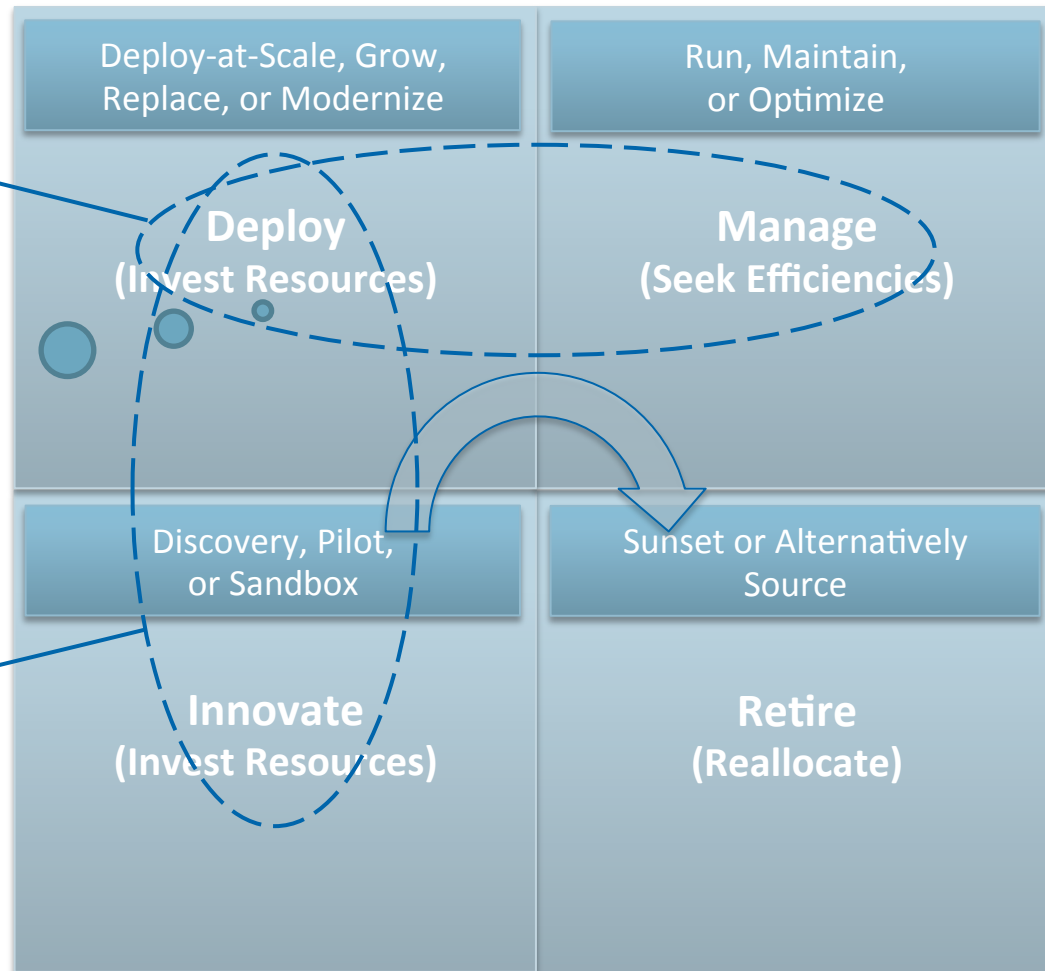 Deploy-at-Scale, Grow,
Replace, or Modernize
Run, Maintain,
or Optimize
Deploy
(Invest Resources)
Manage
(Seek Efficiencies)
Discovery, Pilot,
or Sandbox
Sunset or Alternatively
Source
Innovate
(Invest Resources)
Retire
(Reallocate)